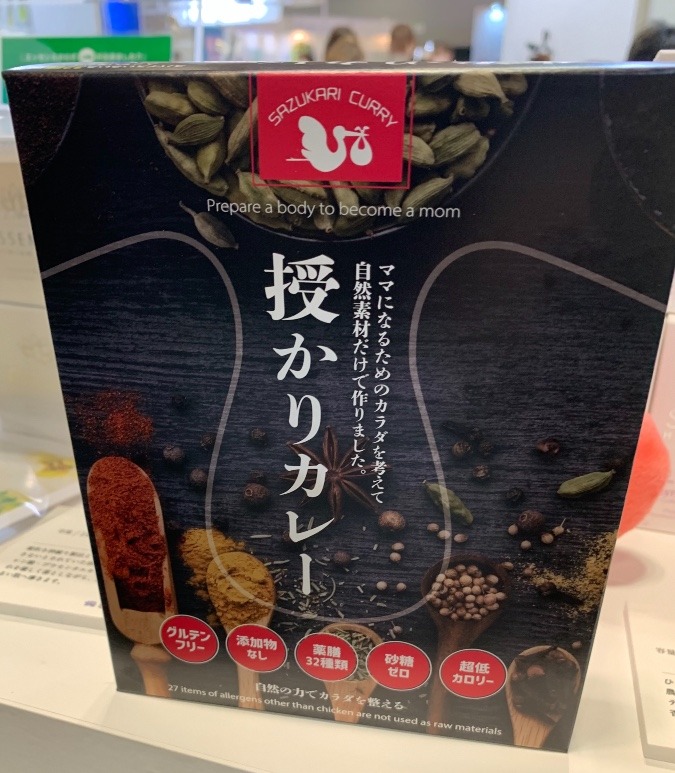 SAZUKARI CURRY
Prepare a body to become a mom
授かりカレー
ママになるためのカラダを考えて
自然素材だけで作りました。
グルテン
フリー
添加物
なし
薬膳
32種類
砂糖
ゼロ
超低
カロリー
自然の力でカラダを整える
27 items of allergens other than chicken are not used as raw materials